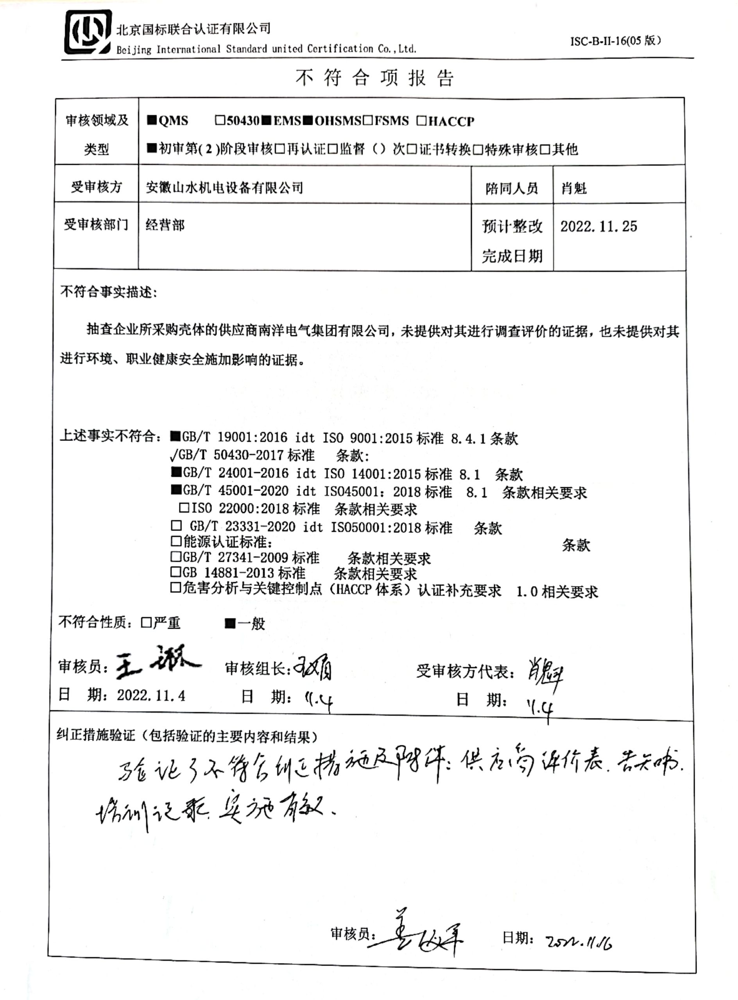 北京国标联合认证有限公司
Beijing International Standard united Certification Co.,Ltd.
ISC-B-II-16(05 版)
不符合项报告
审核领域及类型
■QMS □50430■EMS■OHSMS□FSMS □HACCP
■初审第( 2 )阶段审核□再认证□监督（）次□证书转换□特殊审核□其他
受审核方 安徽山水机电设备有限公司 陪同人员 肖魁
受审核部门 经营部 预计整改完成日期 2022.11.25
不符合事实描述:
抽查企业所采购壳体的供应商南洋电气集团有限公司，未提供对其进行调查评价的证据，也未提供对其
进行环境、职业健康安全施加影响的证据。
上述事实不符合：■GB/T 19001:2016 idt ISO 9001:2015 标准 8.4.1 条款
√GB/T 50430-2017 标准 条款:
■GB/T 24001-2016 idt ISO 14001:2015 标准 8.1 条款
■GB/T 45001-2020 idt ISO45001: 2018 标准 8.1 条款相关要求
□ISO 22000:2018 标准 条款相关要求
□ GB/T 23331-2020 idt ISO50001:2018 标准 条款
□能源认证标准: 条款
□GB/T 27341-2009 标准 条款相关要求
□GB 14881-2013 标准 条款相关要求
□危害分析与关键控制点（HACCP 体系）认证补充要求 1.0 相关要求
不符合性质：□严重 ■一般
审核员: 王 审核组长: 受审核方代表: 肖魁
日 期: 2022.11.4 日 期: 11.4 日 期: 11.4
纠正措施验证（包括验证的主要内容和结果）
验证了不符合纠正措施及附件：供应商评价表、告知书、
培训记录、实施有效、
审核员: 日期: 2022.11.16